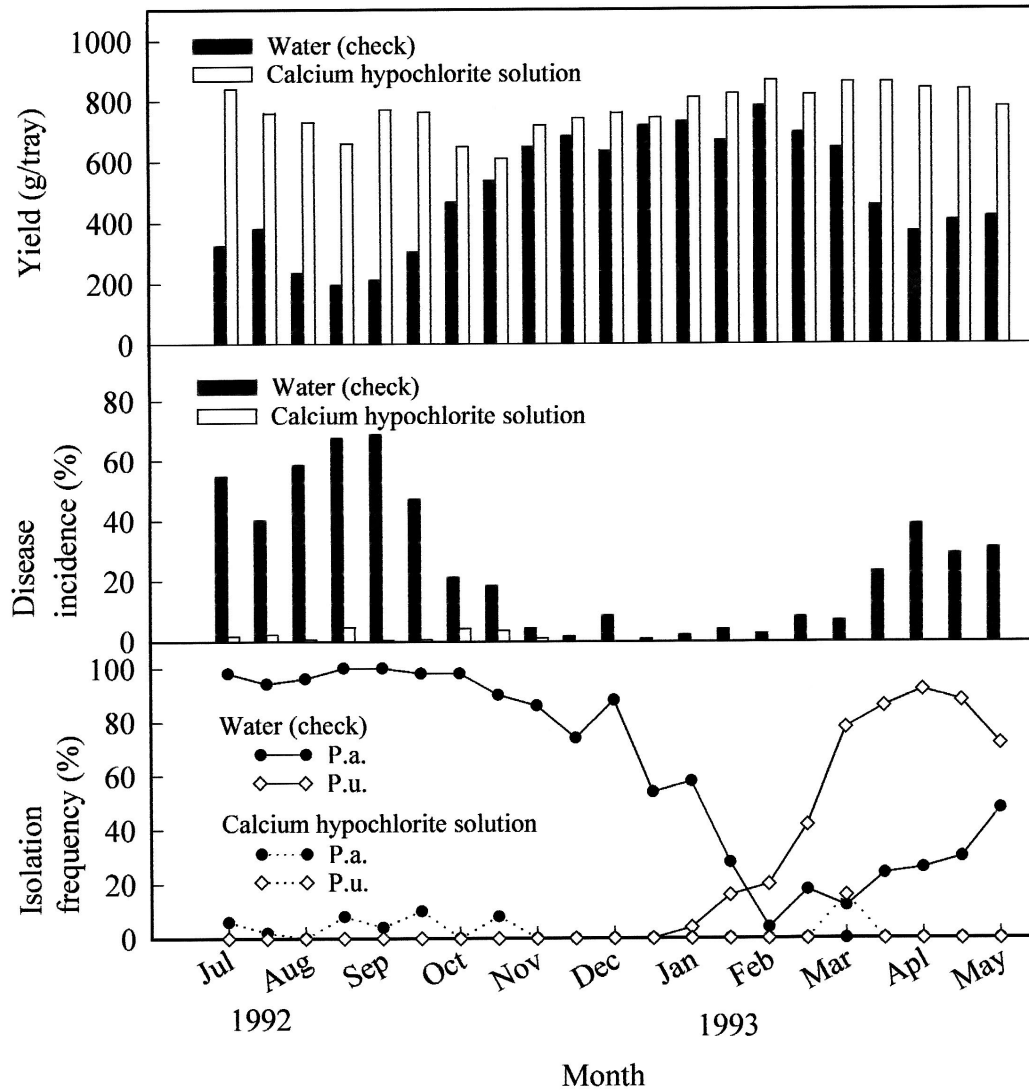 1000
800
600
400
200
0
Yield (g/tray)
Water (check)
Calcium hypochlorite solution
80
60
40
20
0
Disease
incidence (%)
Water (check)
Calcium hypochlorite solution
100
80
60
40
20
0
Isolation
frequency (%)
Water (check)
P.a.
P.u.
Calcium hypochlorite solution
P.a.
P.u.
Jul Aug Sep Oct Nov Dec Jan Feb Mar Apl May
1992 1993
Month